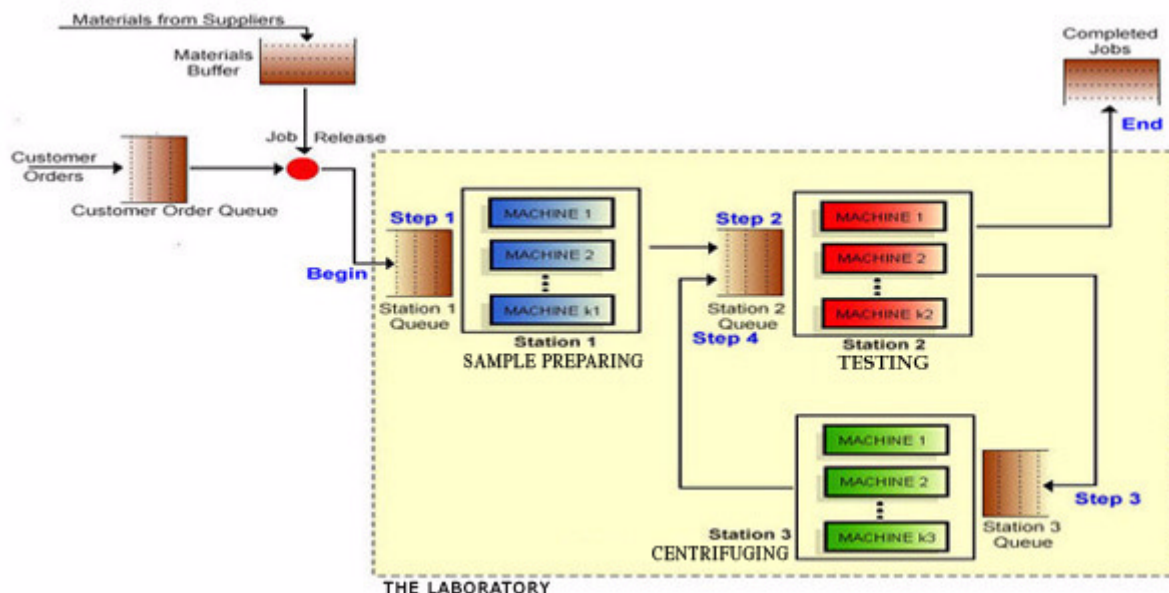 Materials from Suppliers
Materials
Buffer
Completed
Jobs
End
Job Release
Customer
Orders
Customer Order Queue
Begin
Step 1
Station 1
Queue
MACHINE 1
MACHINE 2
MACHINE k1
Station 1
SAMPLE PREPARING
Step 2
Station 2
Queue
Step 4
MACHINE 1
MACHINE 2
MACHINE k2
Station 2
TESTING
MACHINE 1
MACHINE 2
MACHINE k3
Station 3
CENTRIFUGING
Step 3
Station 3
Queue
THE LABORATORY